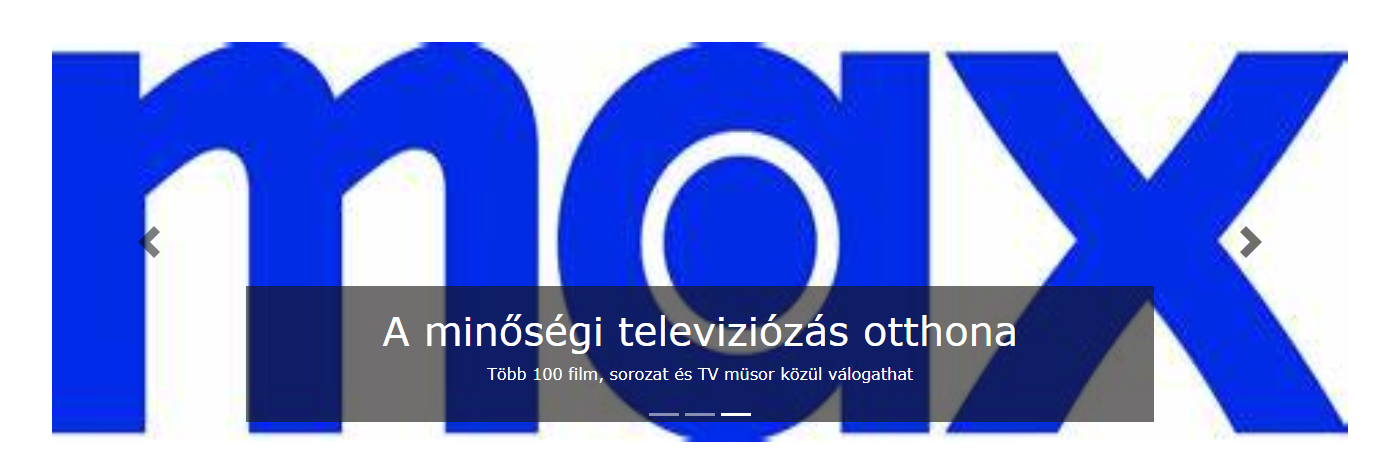 max
A minőségi televiziózás otthona
Több 100 film, sorozat és TV müsor közül válogathat